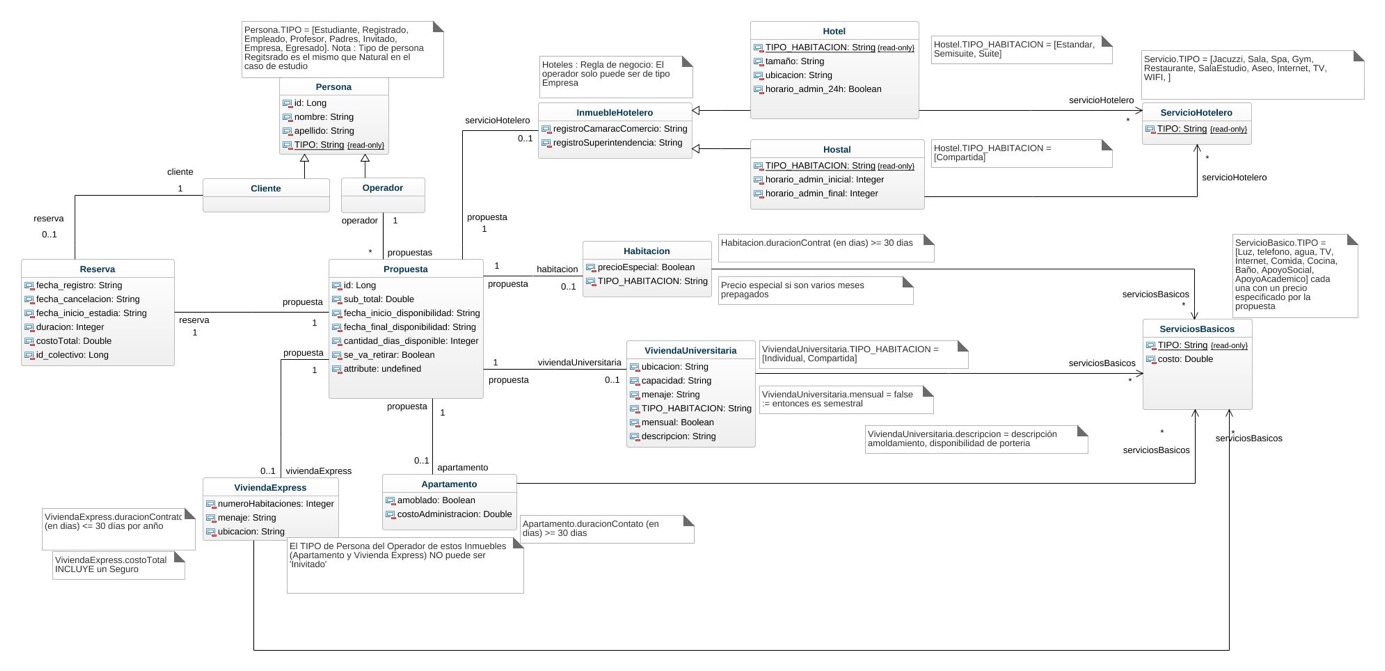 Persona.TIPO = [Estudiante, Registrado,
Empleado, Profesor, Padres, Invitado,
Empresa, Egresado]. Nota : Tipo de persona
Regitsrado es el mismo que Natural en el
caso de estudio
Persona
id: Long
nombre: String
apellido: String
TIPO: String {read-only}
Hoteles : Regla de negocio: El
operador solo puede ser de tipo
Empresa
Hotel
TIPO_HABITACION: String {read-only}
tamaño: String
ubicacion: String
horario_admin_24h: Boolean
Hostel.TIPO_HABITACION = [Estandar,
Semisuite, Suite]
Servicio.TIPO = [Jacuzzi, Sala, Spa, Gym,
Restaurante, SalaEstudio, Aseo, Internet, TV,
WIFI, ]
servicioHotelero
*
ServicioHotelero
TIPO: String {read-only}
InmuebleHotelero
registroCamaracComercio: String
registroSuperintendencia: String
servicioHotelero
0..1
Hostal
TIPO_HABITACION: String {read-only}
horario_admin_inicial: Integer
horario_admin_final: Integer
Hostel.TIPO_HABITACION =
[Compartida]
*
servicioHotelero
cliente
1
Cliente
Operador
operador
1
*
propuestas
propuesta
1
reserva
0..1
Reserva
fecha_registro: String
fecha_cancelacion: String
fecha_inicio_estadia: String
duracion: Integer
costoTotal: Double
id_colectivo: Long
reserva
1
propuesta
1
Propuesta
id: Long
sub_total: Double
fecha_inicio_disponibilidad: String
fecha_final_disponibilidad: String
cantidad_dias_disponible: Integer
se_va_retirar: Boolean
attribute: undefined
1
propuesta
habitacion
0..1
Habitacion
precioEspecial: Boolean
TIPO_HABITACION: String
Habitacion.duracionContrat (en dias) >= 30 dias
Precio especial si son varios meses
prepagados
ServicioBasico.TIPO =
[Luz, telefono, agua, TV,
Internet, Comida, Cocina,
Baño, ApoyoSocial,
ApoyoAcademico] cada
una con un precio
especificado por la
propuesta
serviciosBasicos
*
ServiciosBasicos
TIPO: String {read-only}
costo: Double
propuesta
1
1
propuesta
viviendaUniversitaria
0..1
ViviendaUniversitaria
ubicacion: String
capacidad: String
menaje: String
TIPO_HABITACION: String
mensual: Boolean
descripcion: String
ViviendaUniversitaria.TIPO_HABITACION =
[Individual, Compartida]
serviciosBasicos
*
ViviendaUniversitaria.mensual = false
:= entonces es semestral
ViviendaUniversitaria.descripcion = descripción
amoldamiento, disponibilidad de porteria
*
serviciosBasicos
*
serviciosBasicos
propuesta
1
0..1
apartamento
0..1
viviendaExpress
ViviendaExpress
numeroHabitaciones: Integer
menaje: String
ubicacion: String
Apartamento
amoblado: Boolean
costoAdministracion: Double
ViviendaExpress.duracionContrato
(en dias) <= 30 días por anño
ViviendaExpress.costoTotal
INCLUYE un Seguro
El TIPO de Persona del Operador de estos Inmuebles
(Apartamento y Vivienda Express) NO puede ser
'Inivitado'
Apartamento.duracionContato (en
dias) >= 30 dias